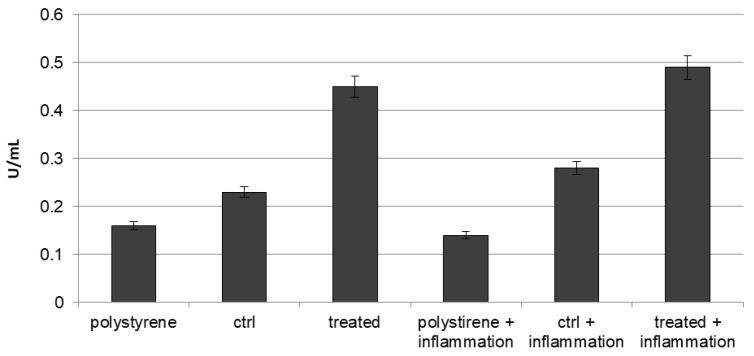 0.6
0.5
0.4
0.3
0.2
0.1
0
U/mL
polystyrene
ctrl
treated
polystirene +
inflammation
ctrl +
inflammation
treated +
inflammation